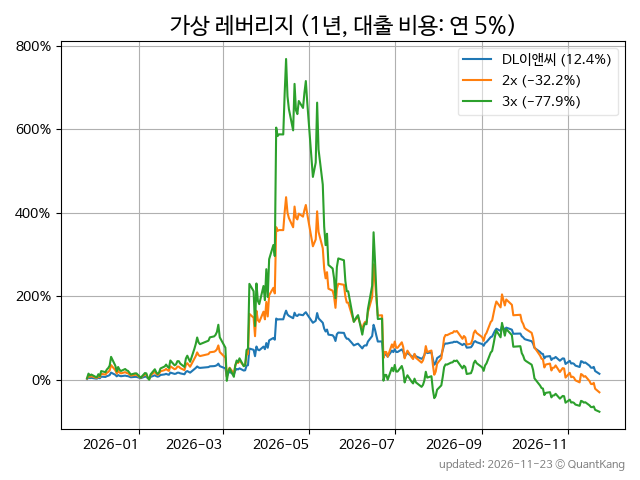 가상 레버리지 (1년, 대출 비용: 연 5%)
800%
600%
400%
200%
0%
DL이앤씨 (12.4%)
2x (−32.2%)
3x (−77.9%)
2026-01
2026-03
2026-05
2026-07
2026-09
2026-11
updated: 2026-11-23 © QuantKang